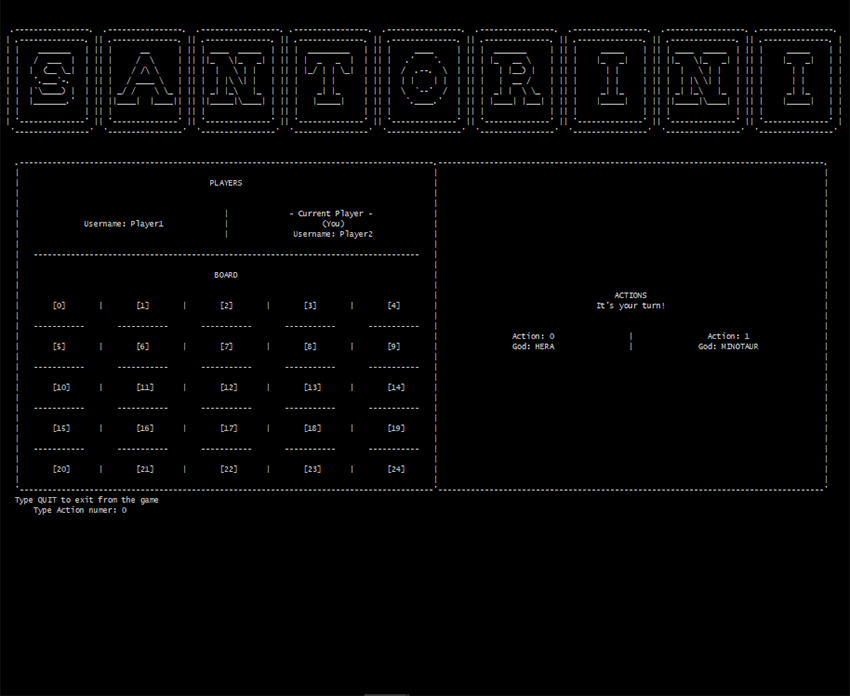 SANTORINI
PLAYERS
Username: Player1
- Current Player -
(You)
Username: Player2
BOARD
[0] | [1] | [2] | [3] | [4]
[5] | [6] | [7] | [8] | [9]
[10] | [11] | [12] | [13] | [14]
[15] | [16] | [17] | [18] | [19]
[20] | [21] | [22] | [23] | [24]
ACTIONS
It's your turn!
Action: 0 | Action: 1
God: HERA | God: MINOTAUR
Type QUIT to exit from the game
Type Action numer: 0